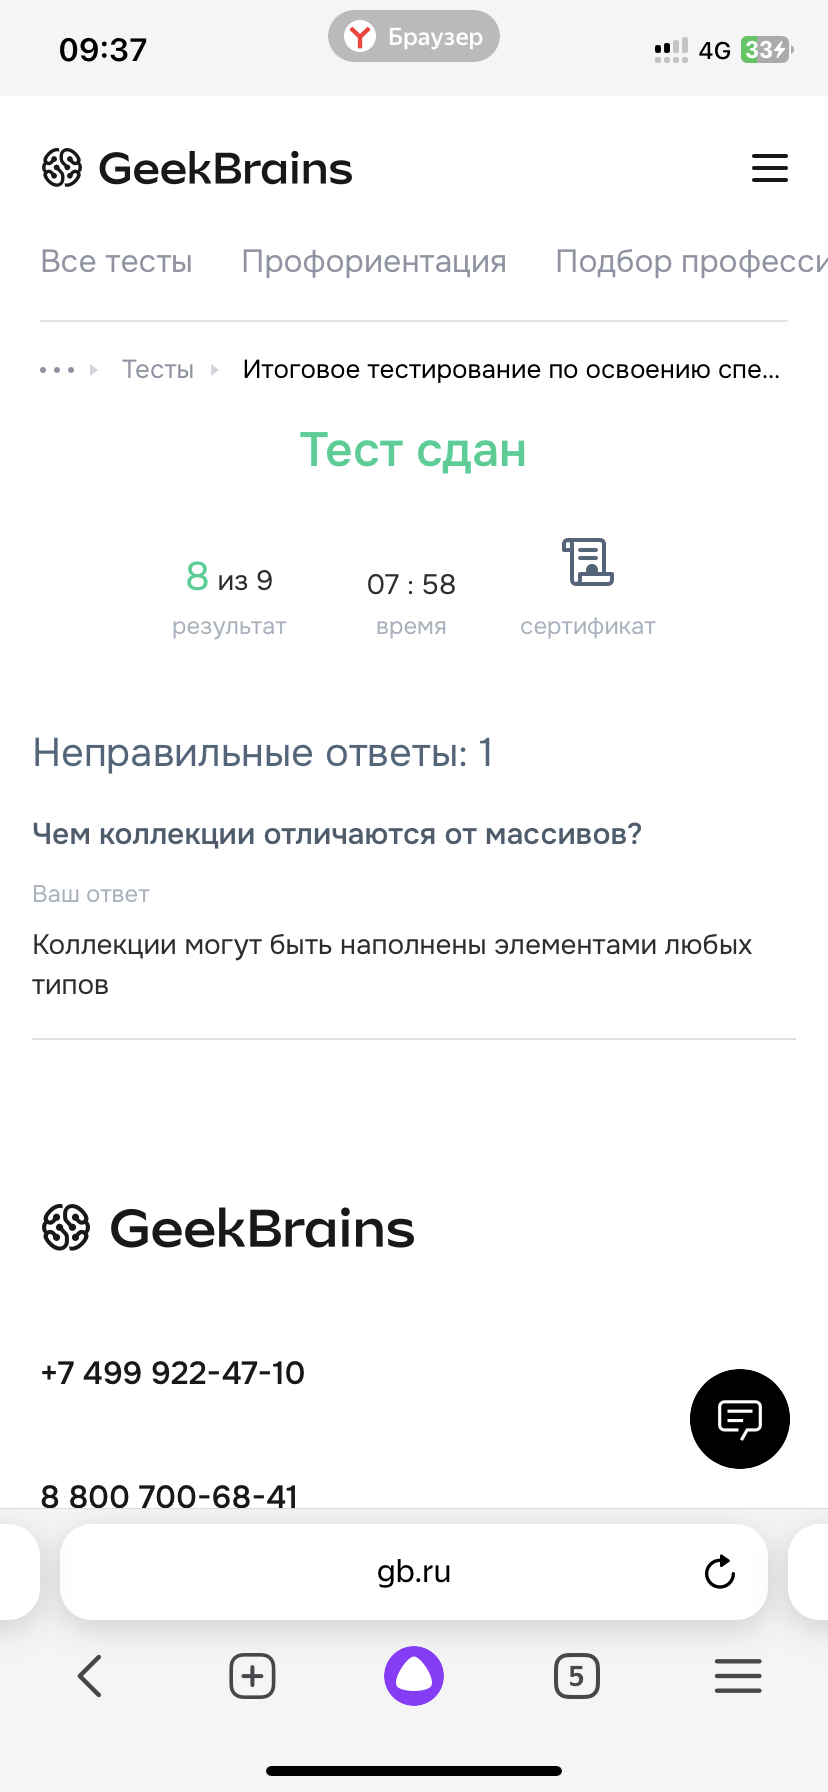 09:37
Браузер
4G
33
GeekBrains
Все тесты Профориентация Подбор професси
Тесты Итоговое тестирование по освоению спе...
Тест сдан
8 из 9 07 : 58
результат время сертификат
Неправильные ответы: 1
Чем коллекции отличаются от массивов?
Ваш ответ
Коллекции могут быть наполнены элементами любых
типов
GeekBrains
+7 499 922-47-10
8 800 700-68-41
gb.ru
5